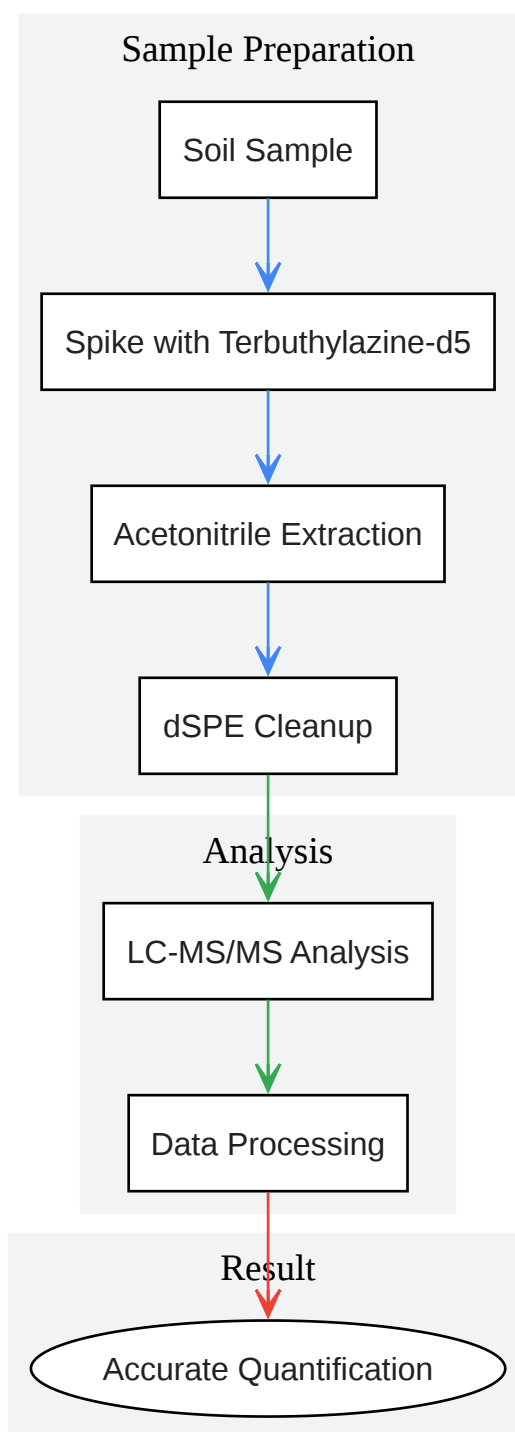 Sample Preparation
Soil Sample
Spike with Terbuthylazine-d5
Acetonitrile Extraction
dSPE Cleanup
Analysis
LC-MS/MS Analysis
Data Processing
Result
Accurate Quantification